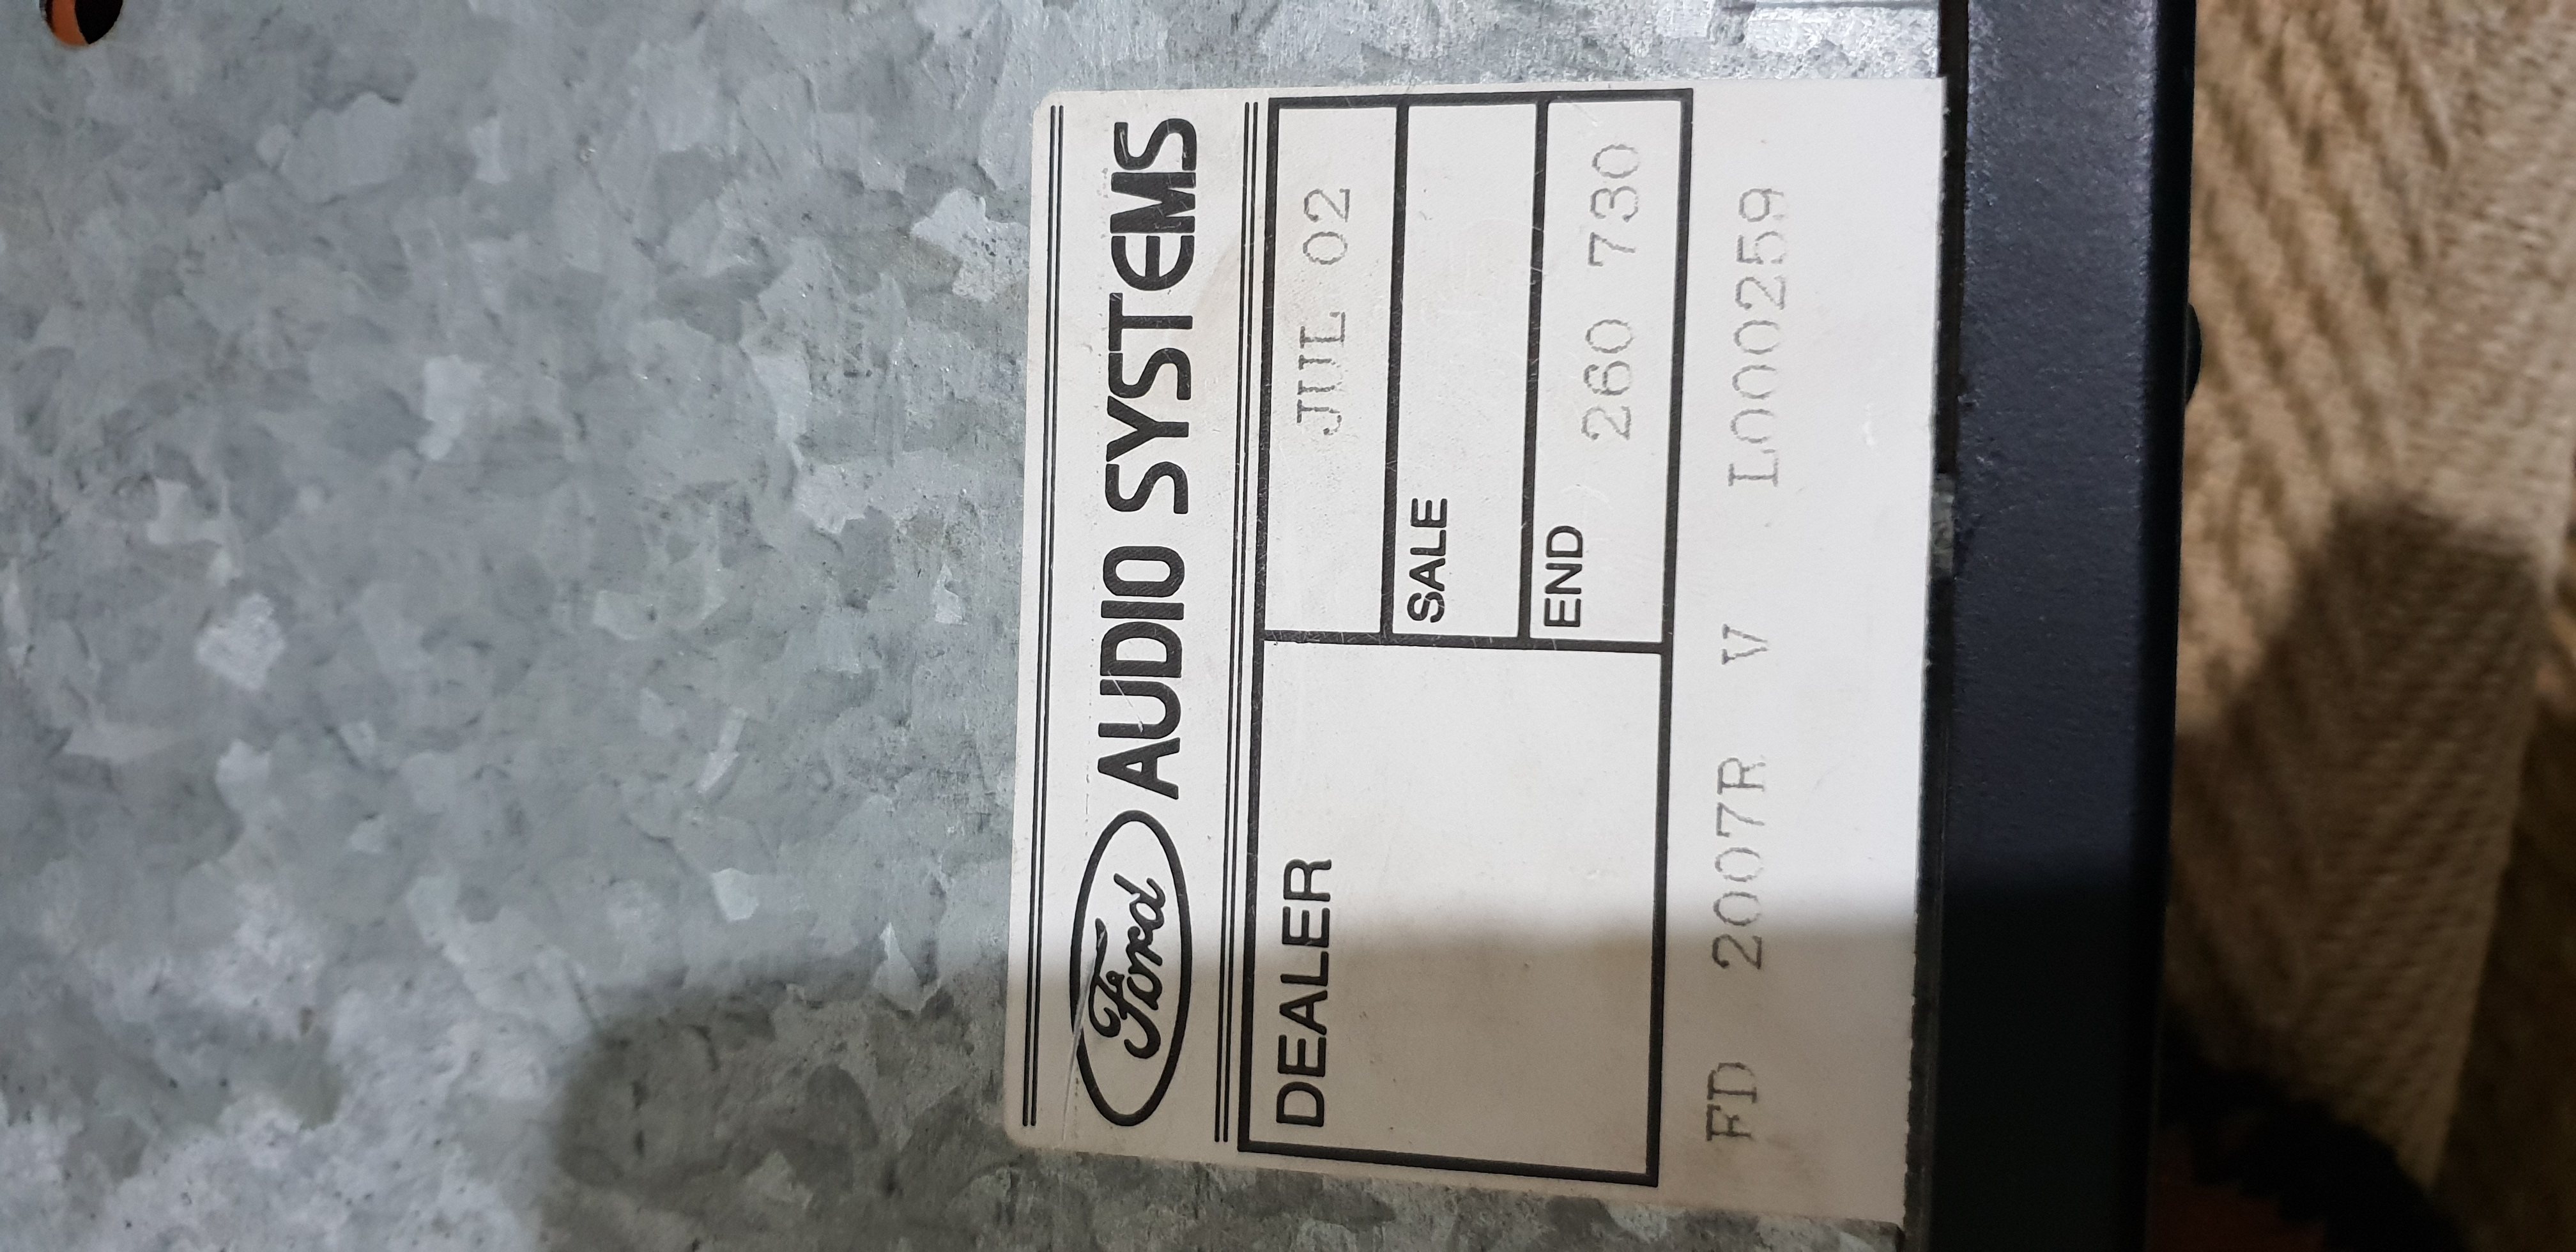 Ford AUDIO SYSTEMS
DEALER
JUL 02
SALE
END 260 730
FD 2007R V L000259